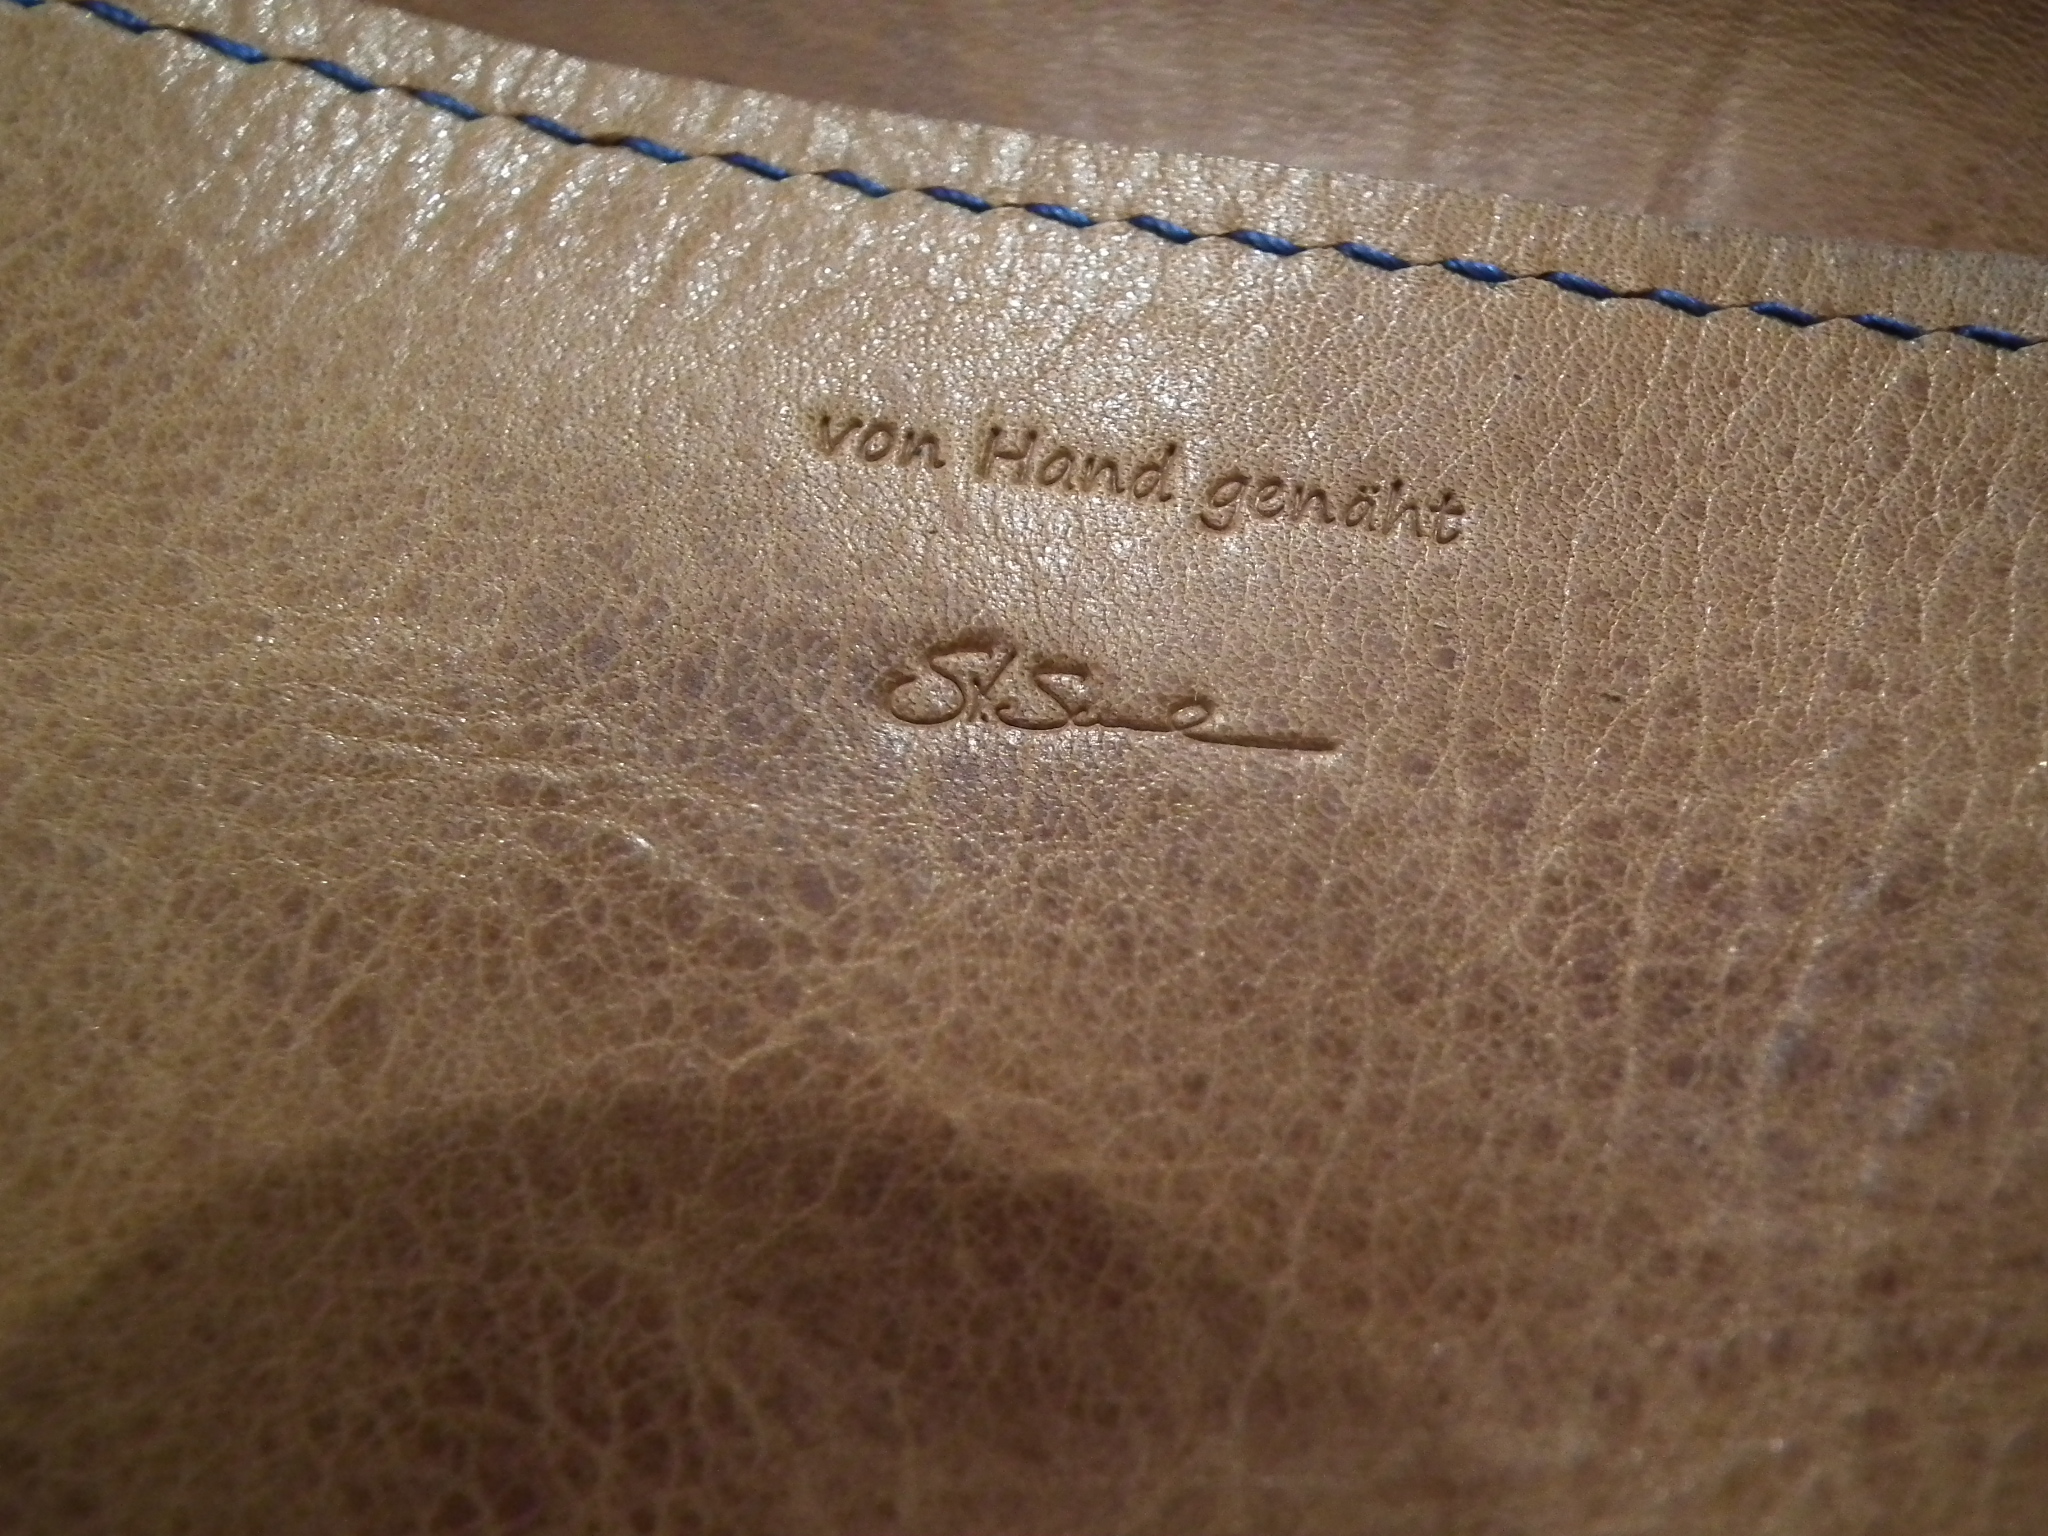 von Hand genäht